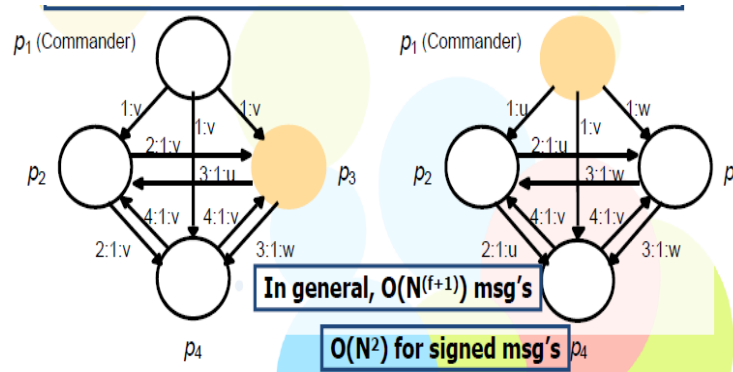 p1 (Commander)
1:v
1:v
1:v
2:1:v
3:1:u
p2
p3
4:1:v
4:1:v
2:1:v
3:1:w
p4
p1 (Commander)
1:u
1:w
1:v
2:1:u
3:1:w
p2
p
4:1:v
4:1:v
2:1:u
3:1:w
In general, O(N(f+1)) msg's
O(N2) for signed msg's
p4